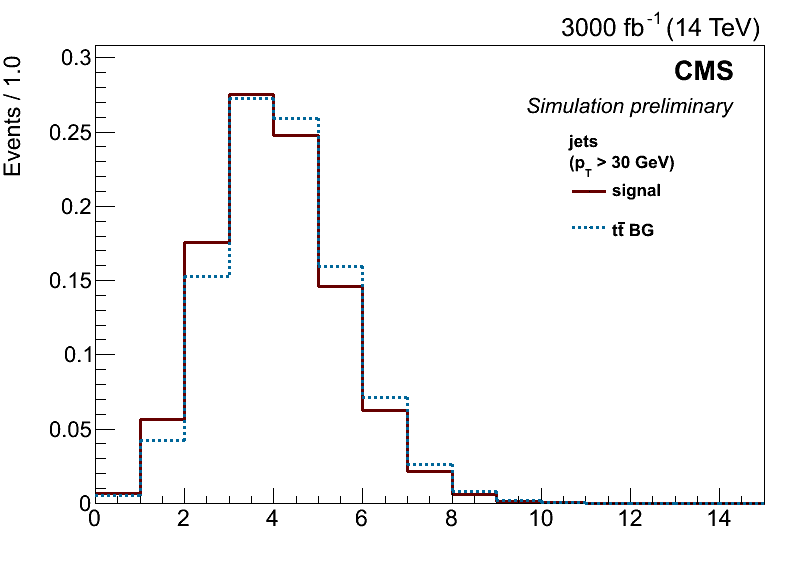 3000 fb-1 (14 TeV)
Events / 1.0
CMS
Simulation preliminary
jets
(pT > 30 GeV)
signal
tt̄ BG
0.3
0.25
0.2
0.15
0.1
0.05
0
0 2 4 6 8 10 12 14